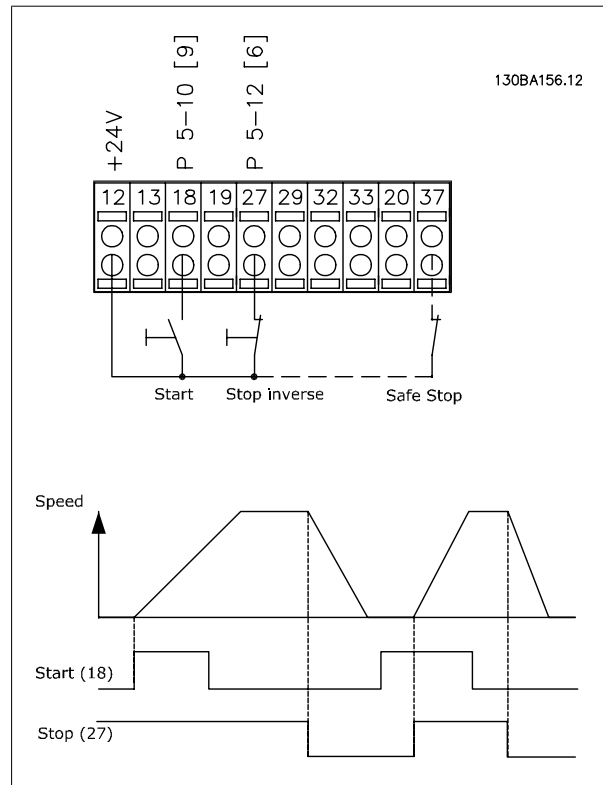 130BA156.12
+24V
P 5-10 [9]
P 5-12 [6]
12 13 18 19 27 29 32 33 20 37
Start
Stop inverse
Safe Stop
Speed
Start (18)
Stop (27)